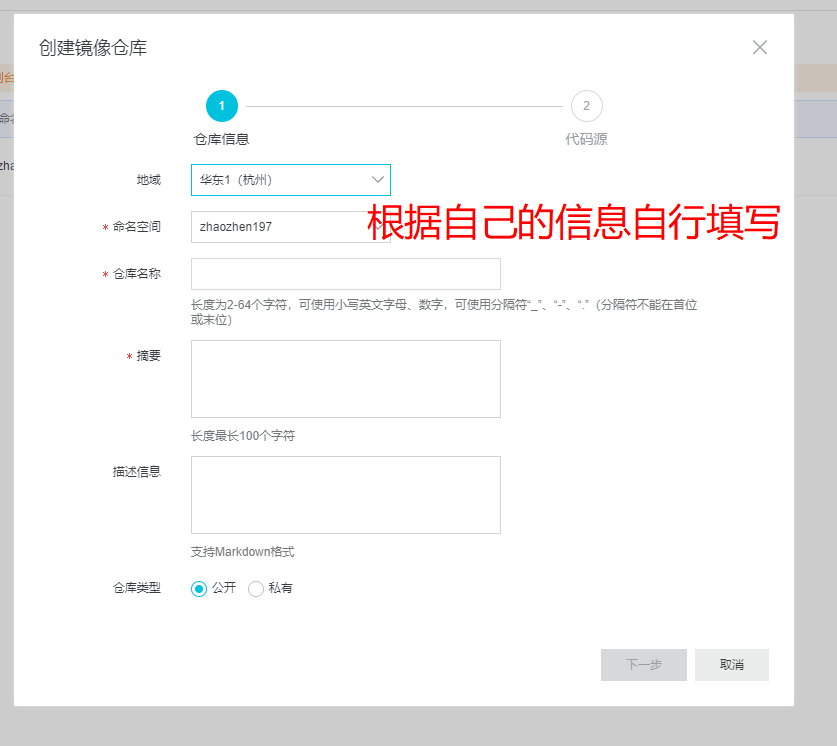 创建镜像仓库
1
2
仓库信息
代码源
地域
华东1（杭州）
根据自己的信息自行填写
* 命名空间
zhaozhen197
* 仓库名称
长度为2-64个字符，可使用小写英文字母、数字，可使用分隔符“_”、“-”、“.”（分隔符不能在首位
或末位）
* 摘要
长度最长100个字符
描述信息
支持Markdown格式
仓库类型
公开
私有
下一步
取消